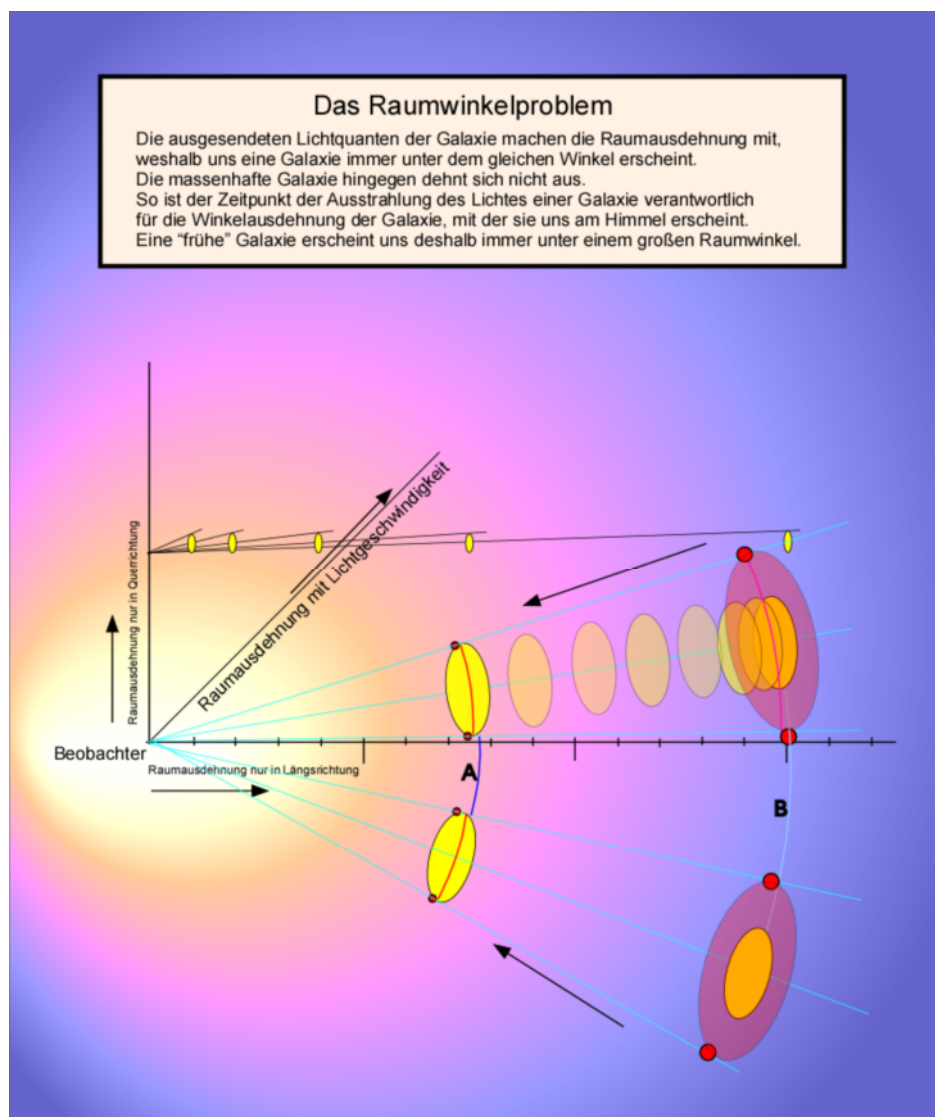 Das Raumwinkelproblem
Die ausgesendeten Lichtquanten der Galaxie machen die Raumausdehnung mit,
weshalb uns eine Galaxie immer unter dem gleichen Winkel erscheint.
Die massenhafte Galaxie hingegen dehnt sich nicht aus.
So ist der Zeitpunkt der Ausstrahlung des Lichtes einer Galaxie verantwortlich
für die Winkelausdehnung der Galaxie, mit der sie uns am Himmel erscheint.
Eine “frühe” Galaxie erscheint uns deshalb immer unter einem großen Raumwinkel.
Raumausdehnung nur in Querrichtung
Raumausdehnung mit Lichtgeschwindigkeit
Beobachter
Raumausdehnung nur in Längsrichtung
A
B